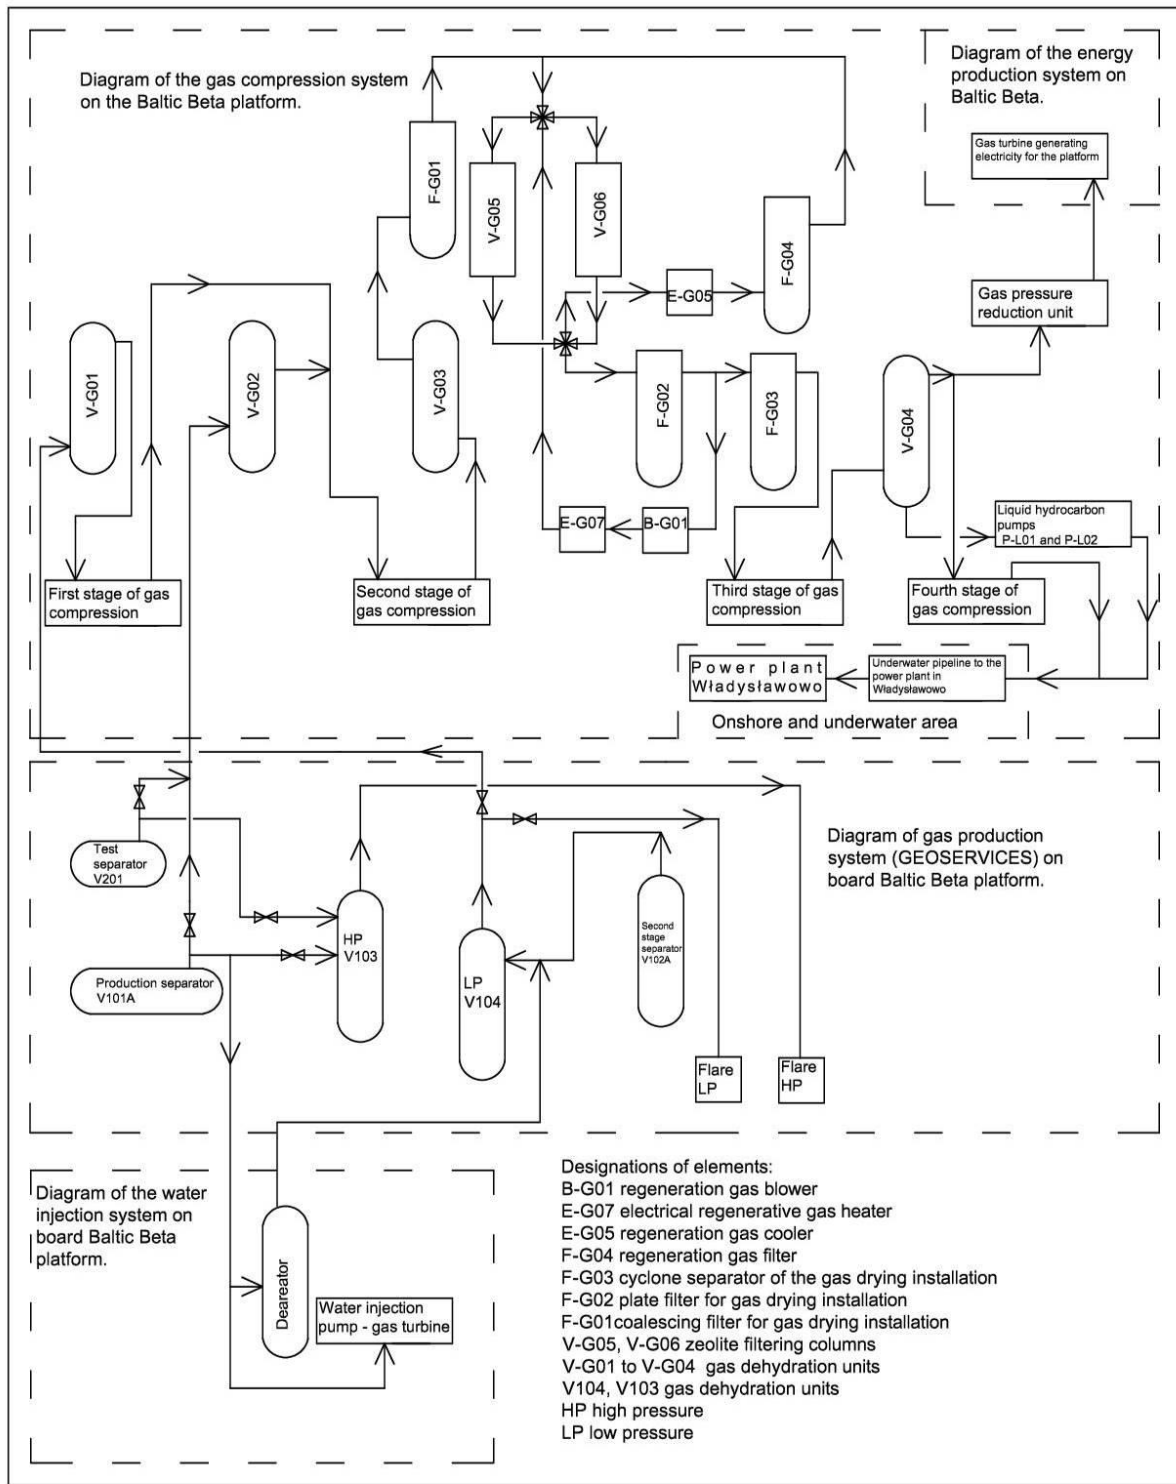 Diagram of the gas compression system
on the Baltic Beta platform.
Diagram of the energy
production system on
Baltic Beta.
Gas turbine generating
electricity for the platform
F-G01
V-G05
V-G06
F-G04
E-G05
Gas pressure
reduction unit
V-G01
V-G02
V-G03
F-G02
F-G03
V-G04
E-G07
B-G01
Liquid hydrocarbon
pumps
P-L01 and P-L02
First stage of gas
compression
Second stage of
gas compression
Third stage of gas
compression
Fourth stage of
gas compression
Power plant
Władysławowo
Underwater pipeline to the
power plant in
Władysławowo
Onshore and underwater area
Test
separator
V201
Diagram of gas production
system (GEOSERVICES) on
board Baltic Beta platform.
HP
V103
Second
stage
separator
V102A
LP
V104
Production separator
V101A
Flare
LP
Flare
HP
Diagram of the water
injection system on
board Baltic Beta
platform.
Deareator
Water injection
pump - gas turbine
Designations of elements:
B-G01 regeneration gas blower
E-G07 electrical regenerative gas heater
E-G05 regeneration gas cooler
F-G04 regeneration gas filter
F-G03 cyclone separator of the gas drying installation
F-G02 plate filter for gas drying installation
F-G01coalescing filter for gas drying installation
V-G05, V-G06 zeolite filtering columns
V-G01 to V-G04 gas dehydration units
V104, V103 gas dehydration units
HP high pressure
LP low pressure